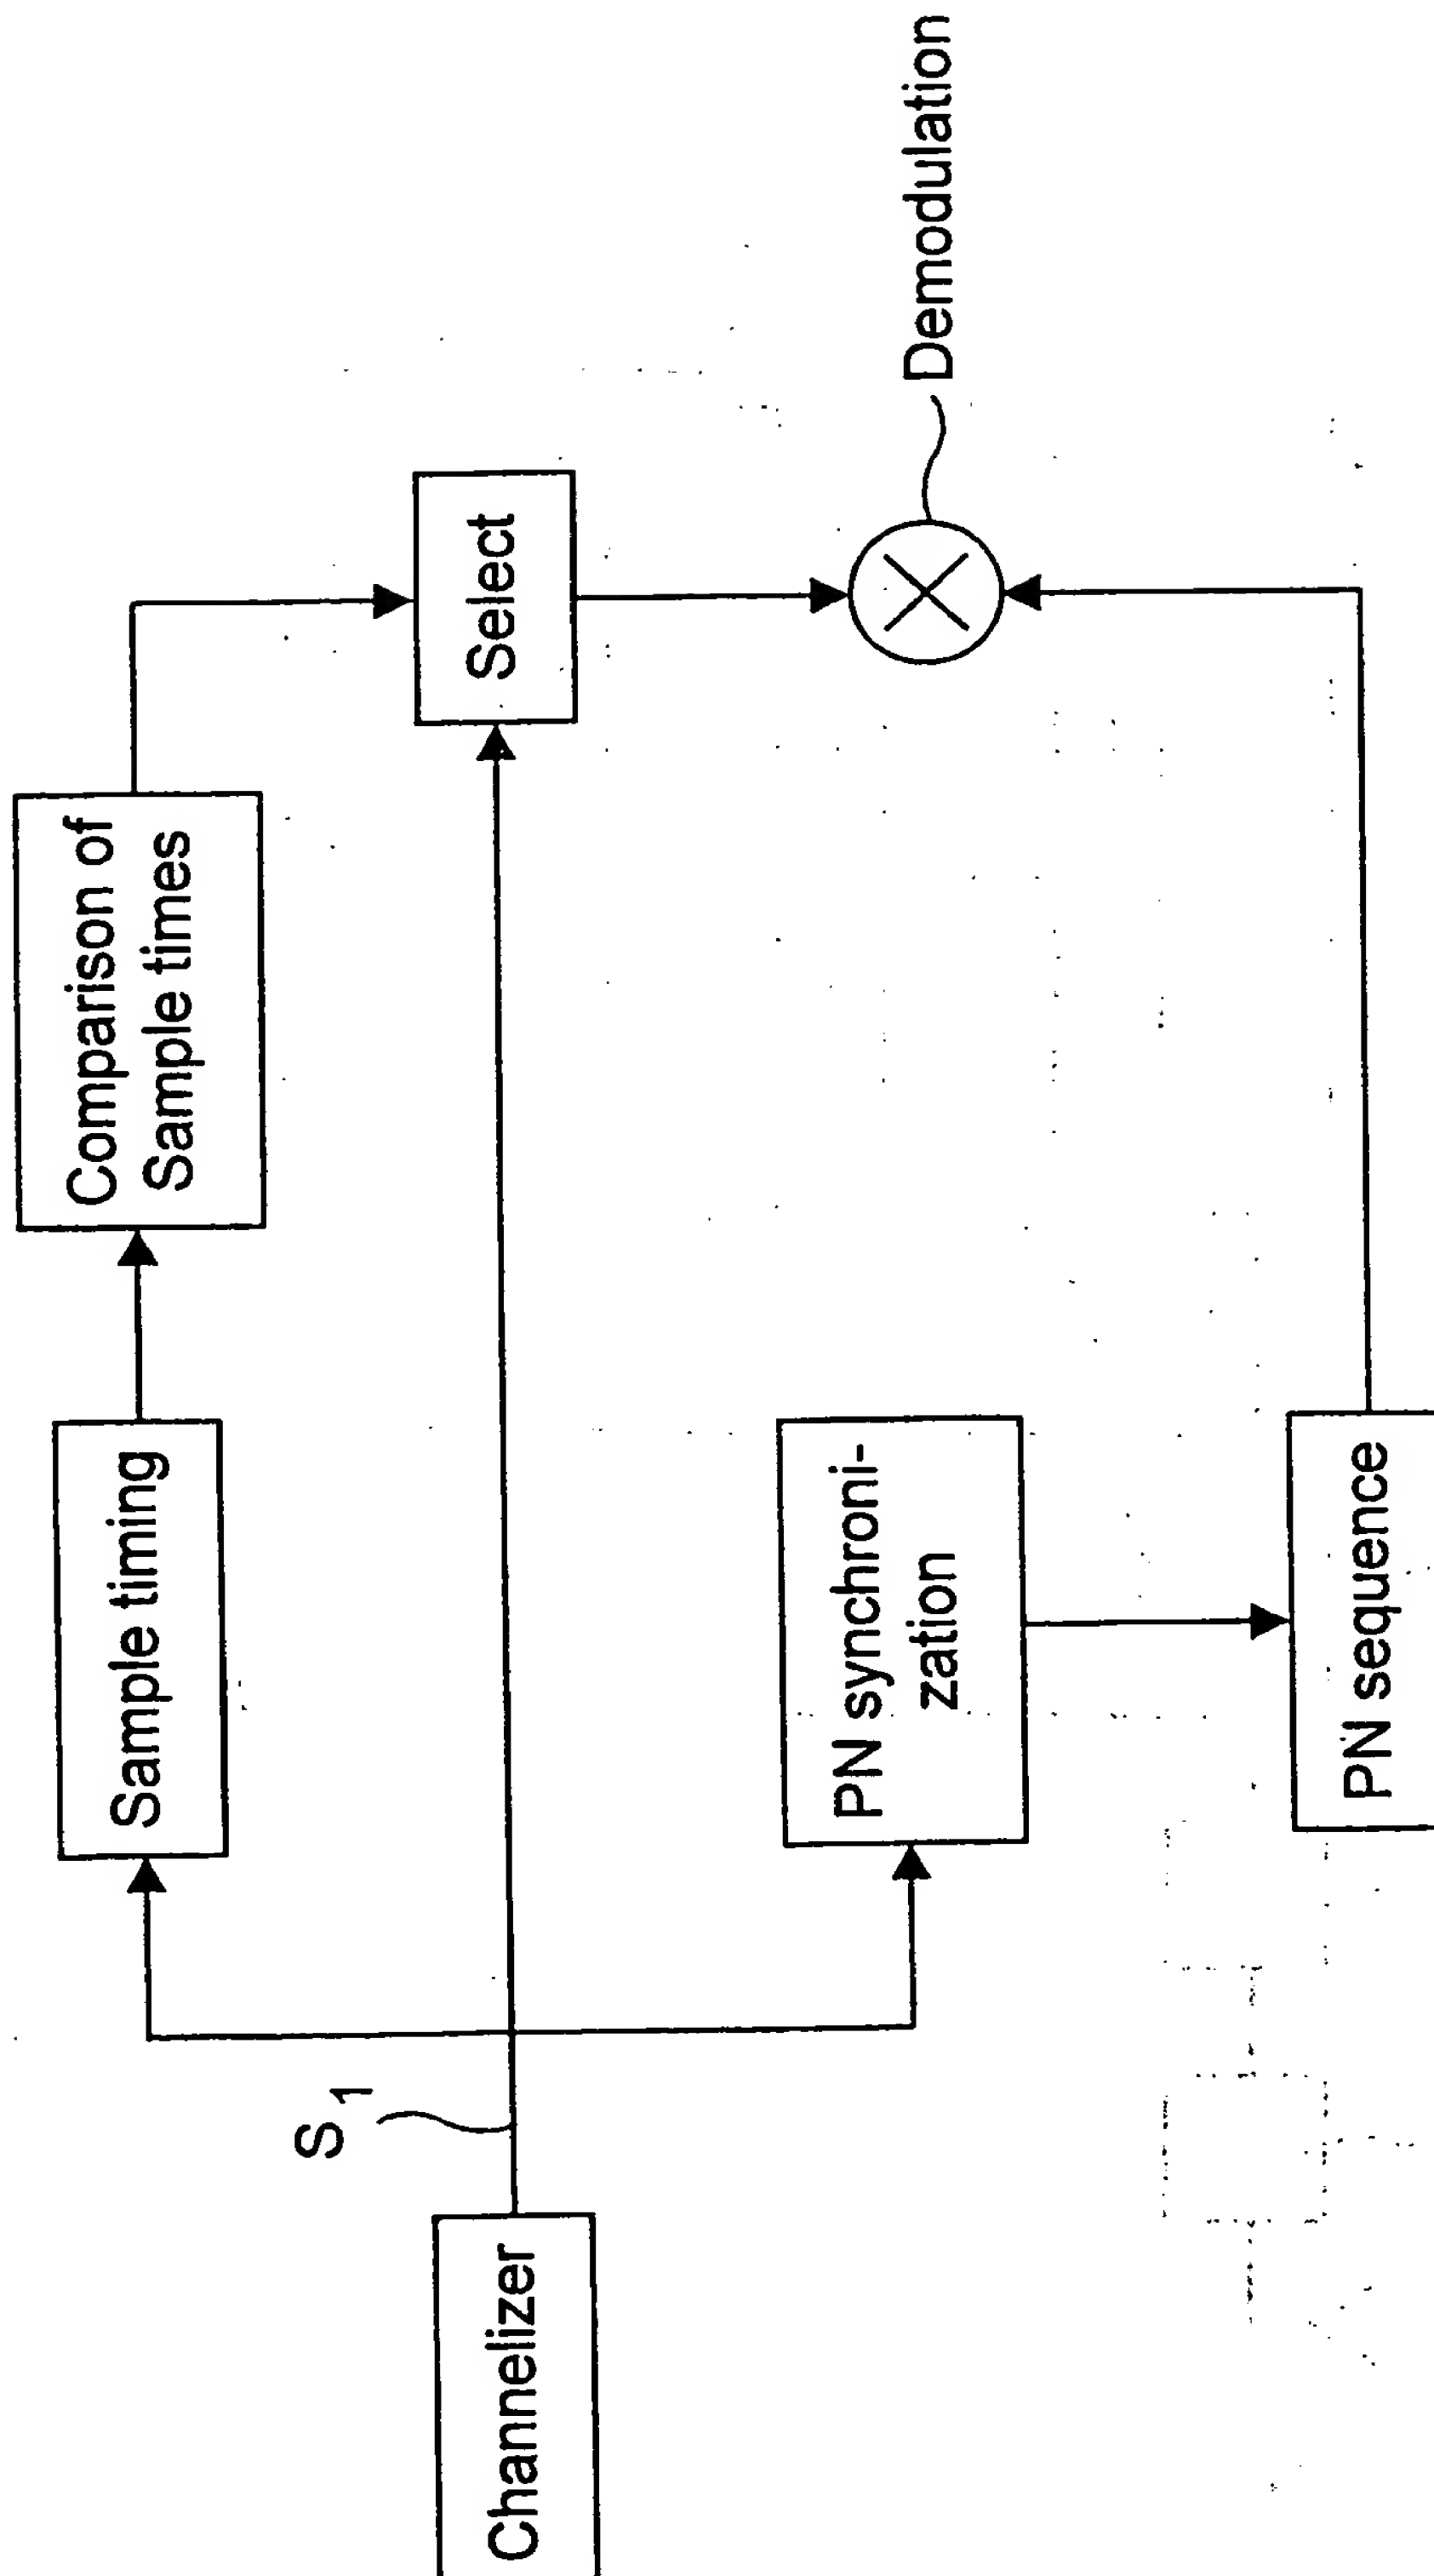 Channelizer
S1
Sample timing
Comparison of
Sample times
Select
PN synchroni-
zation
PN sequence
Demodulation